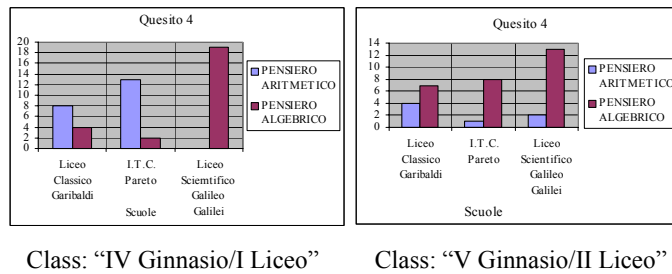 Quesito 4
20
18
16
14
12
10
8
6
4
2
0
Liceo
Classico
Garibaldi
I.T.C.
Pareto
Liceo
Sciemtifico
Galileo
Galilei
Scuole
PENSIERO
ARITMETICO
PENSIERO
ALGEBRICO
Class: “IV Ginnasio/I Liceo”
Quesito 4
14
12
10
8
6
4
2
0
Liceo
Classico
Garibaldi
I.T.C.
Pareto
Liceo
Scientifico
Galileo
Galilei
Scuole
PENSIERO
ARITMETICO
PENSIERO
ALGEBRICO
Class: “V Ginnasio/II Liceo”